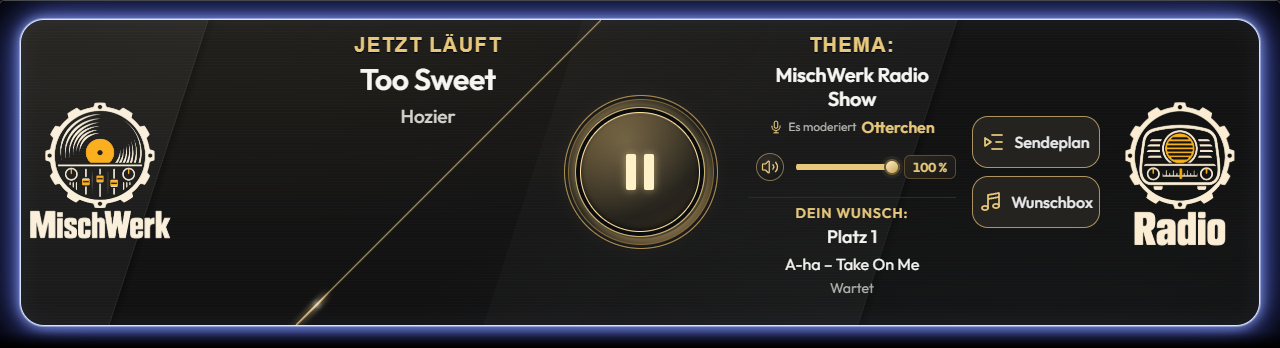 MischWerk
JETZT LÄUFT
Too Sweet
Hozier
THEMA:
MischWerk Radio
Show
Es moderiert Otterchen
100 %
DEIN WUNSCH:
Platz 1
A-ha – Take On Me
Wartet
Sendeplan
Wunschbox
Radio